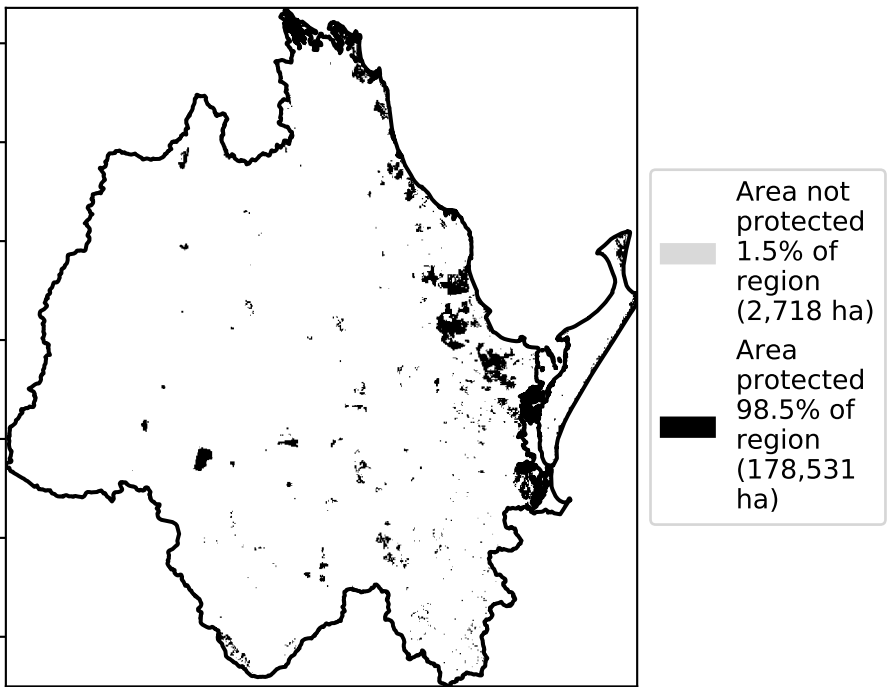 Area not
protected
1.5% of
region
(2,718 ha)
Area
protected
98.5% of
region
(178,531
ha)